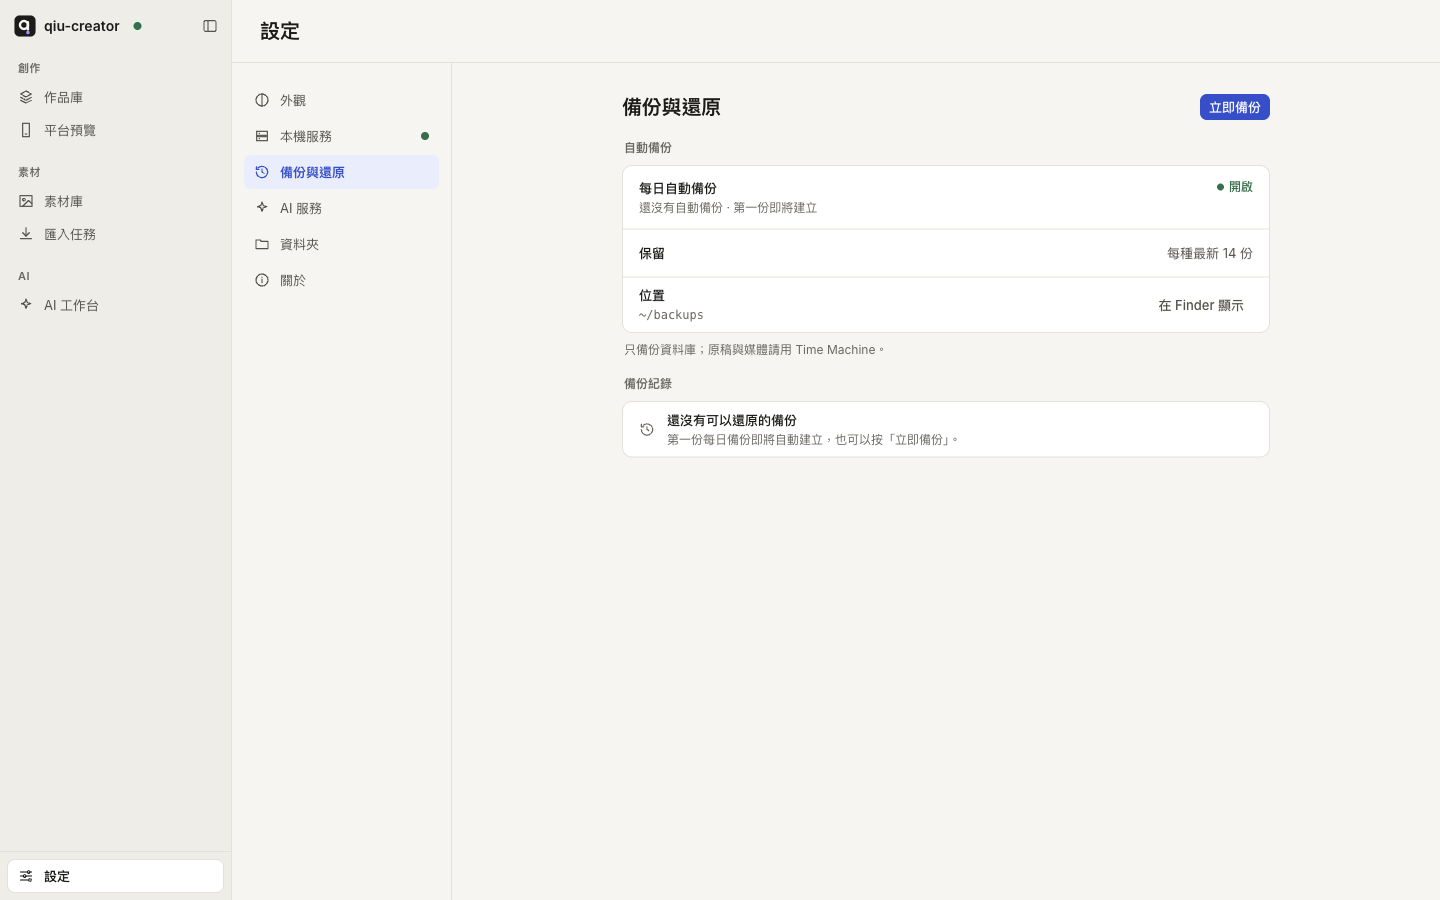 qiu-creator
創作
作品庫
平台預覽
素材
素材庫
匯入任務
AI
AI 工作台
設定
設定
外觀
本機服務
備份與還原
AI 服務
資料夾
關於
備份與還原
立即備份
自動備份
每日自動備份
開啟
還沒有自動備份 · 第一份即將建立
保留
每種最新 14 份
位置
~/backups
在 Finder 顯示
只備份資料庫；原稿與媒體請用 Time Machine。
備份紀錄
還沒有可以還原的備份
第一份每日備份即將自動建立，也可以按「立即備份」。